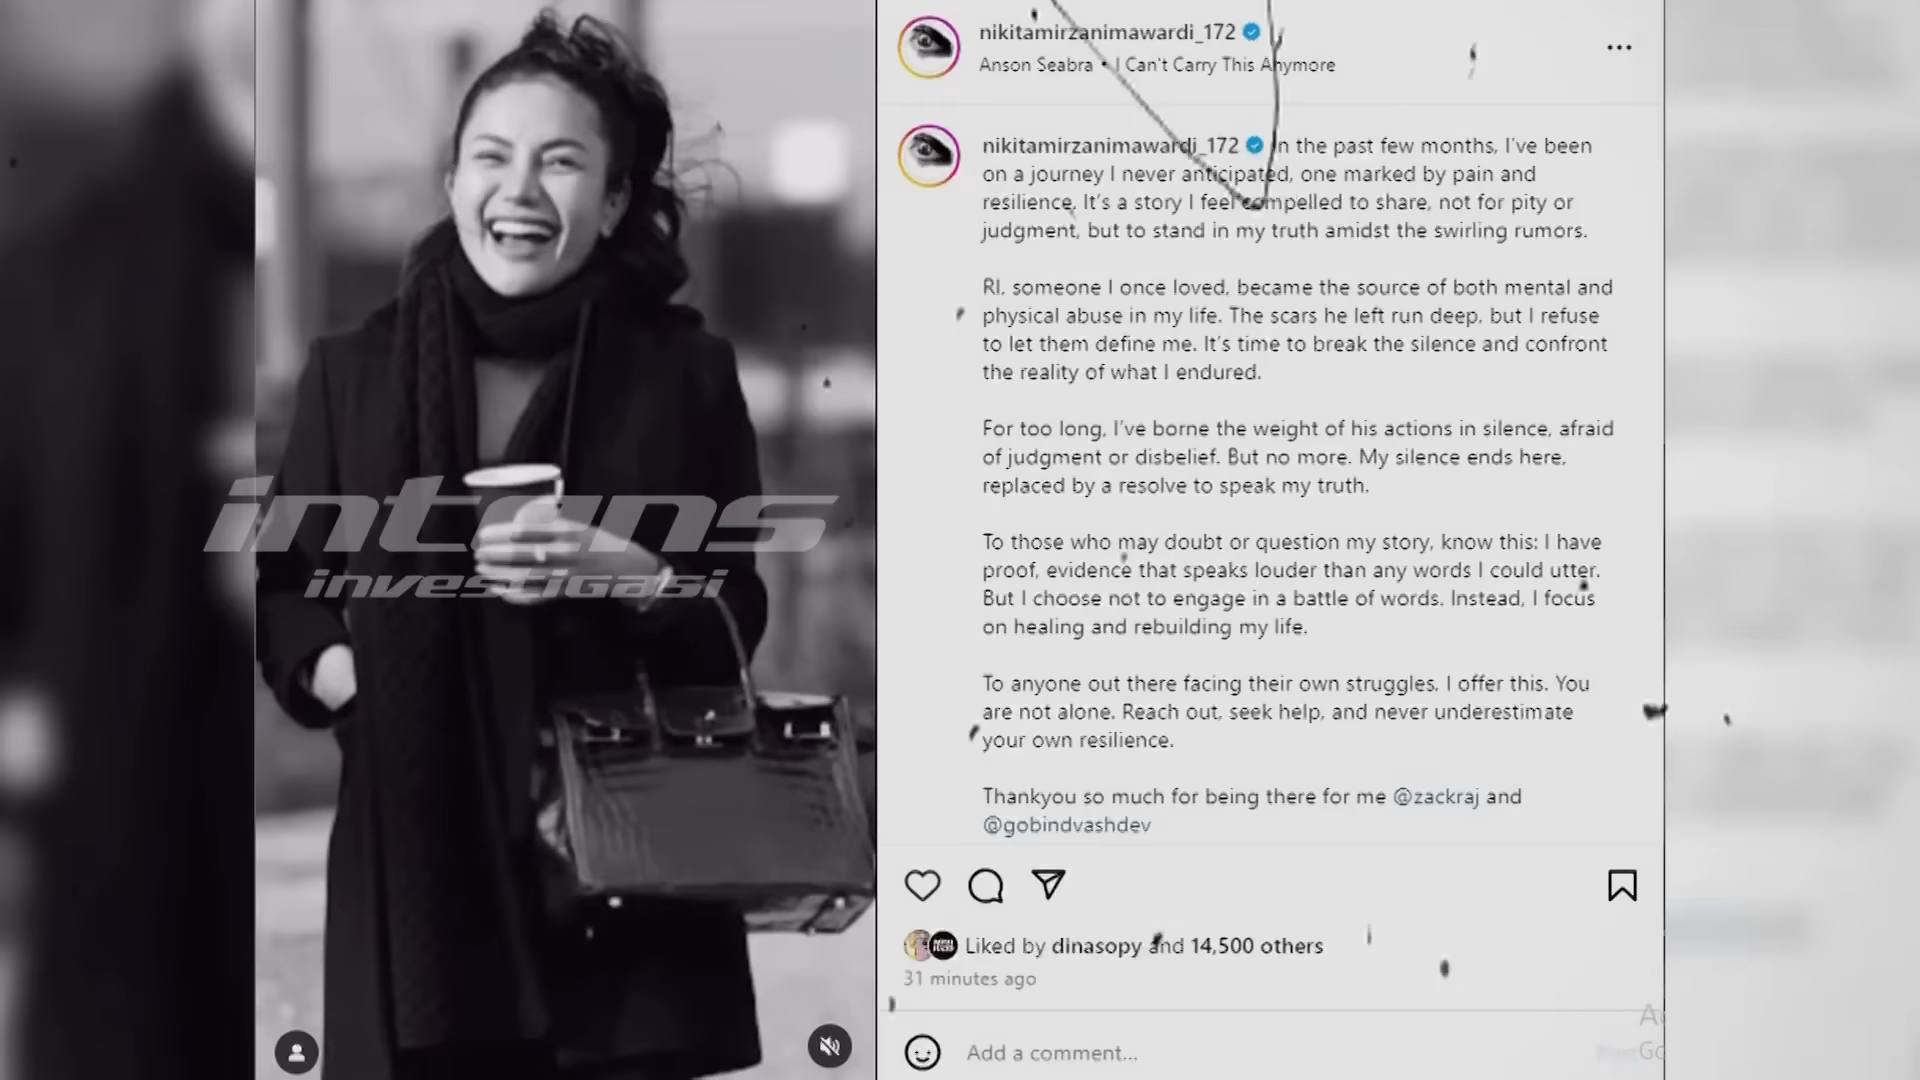 nikitamirzanimawardi_172
Anson Seabra • I Can't Carry This Anymore
nikitamirzanimawardi_172 In the past few months, I've been
on a journey I never anticipated, one marked by pain and
resilience. It's a story I feel compelled to share, not for pity or
judgment, but to stand in my truth amidst the swirling rumors.
RI, someone I once loved, became the source of both mental and
physical abuse in my life. The scars he left run deep, but I refuse
to let them define me. It's time to break the silence and confront
the reality of what I endured.
For too long, I've borne the weight of his actions in silence, afraid
of judgment or disbelief. But no more. My silence ends here,
replaced by a resolve to speak my truth.
To those who may doubt or question my story, know this: I have
proof, evidence that speaks louder than any words I could utter.
But I choose not to engage in a battle of words. Instead, I focus
on healing and rebuilding my life.
To anyone out there facing their own struggles, I offer this. You
are not alone. Reach out, seek help, and never underestimate
your own resilience.
Thankyou so much for being there for me @zackraj and
@gobindvashdev
Liked by dinasopy and 14,500 others
31 minutes ago
Add a comment...
intens
investigasi